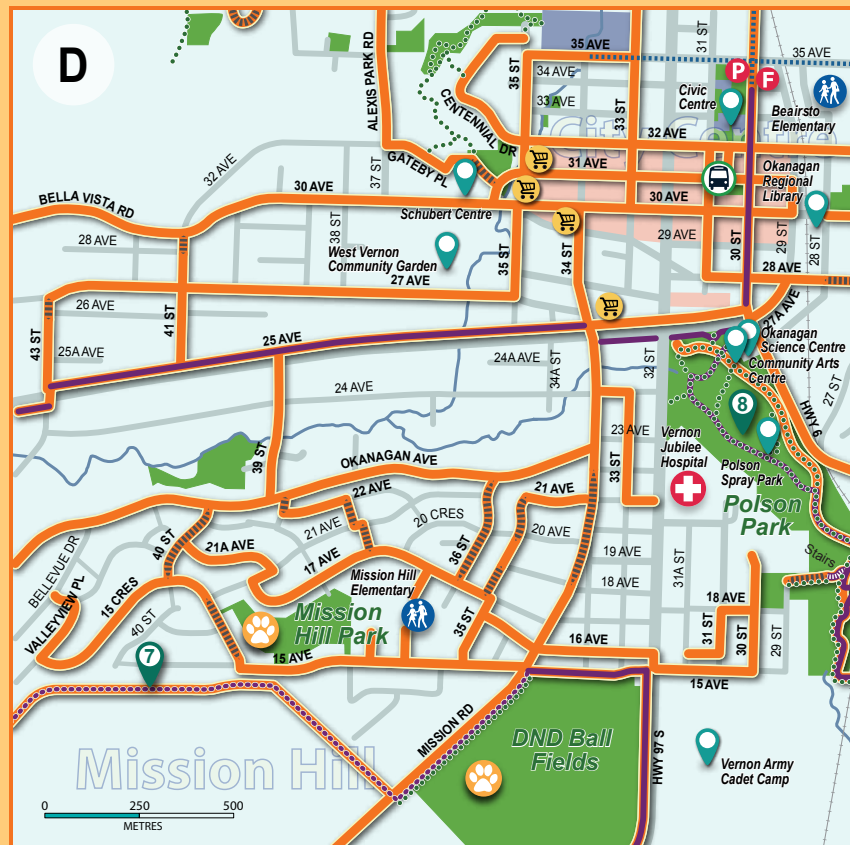 D
ALEXIS PARK RD
35 AVE
31 ST
35 AVE
34 AVE
35 ST
P
F
Civic
Centre
33 AVE
33 ST
CENTENNIAL DR
Beairsto
Elementary
City Centre
32 AVE
32 AVE
37 ST
GATEBY PL
31 AVE
Okanagan
Regional
Library
30 AVE
30 AVE
BELLA VISTA RD
Schubert Centre
38 ST
28 AVE
29 AVE
30 ST
29 ST
28 ST
West Vernon
Community Garden
35 ST
34 ST
28 AVE
27 AVE
26 AVE
27A AVE
41 ST
43 ST
25 AVE
25A AVE
Okanagan
Science Centre
24A AVE
34A ST
32 ST
Community Arts
Centre
24 AVE
27 ST
8
HWY 6
23 AVE
Vernon
Jubilee
Hospital
39 ST
OKANAGAN AVE
33 ST
Polson
Spray Park
22 AVE
21 AVE
Polson
Park
20 CRES
21 AVE
20 AVE
40 ST
21A AVE
36 ST
19 AVE
Stairs
BELLEVUE DR
17 AVE
31A ST
18 AVE
Mission Hill
Elementary
VALLEYVIEW PL
15 CRES
18 AVE
40 ST
Mission
Hill Park
35 ST
31 ST
30 ST
29 ST
16 AVE
7
15 AVE
15 AVE
MISSION RD
DND Ball
Fields
HWY 97 S
Mission Hill
Vernon Army
Cadet Camp
0 250 500
METRES